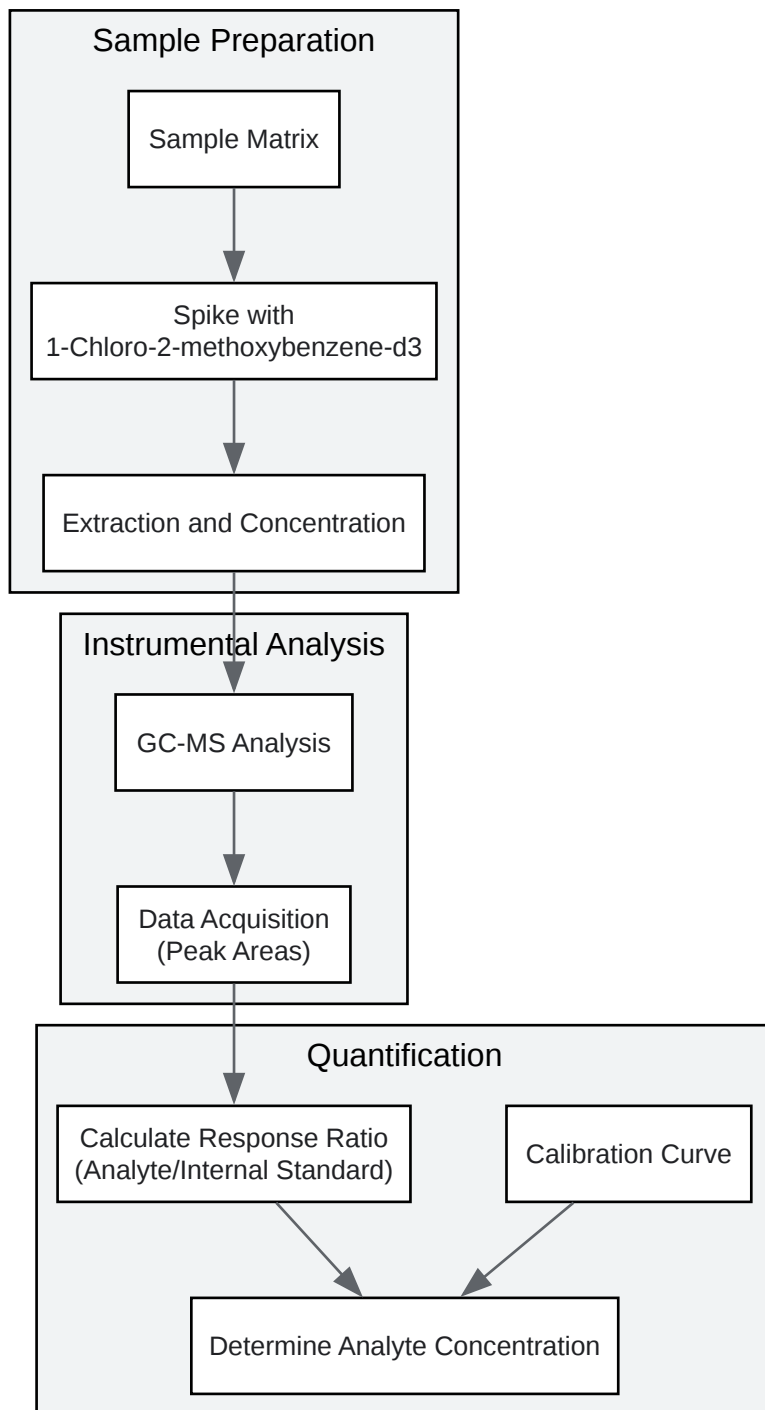 Sample Preparation
Sample Matrix
Spike with
1-Chloro-2-methoxybenzene-d3
Extraction and Concentration
Instrumental Analysis
GC-MS Analysis
Data Acquisition
(Peak Areas)
Quantification
Calculate Response Ratio
(Analyte/Internal Standard)
Calibration Curve
Determine Analyte Concentration